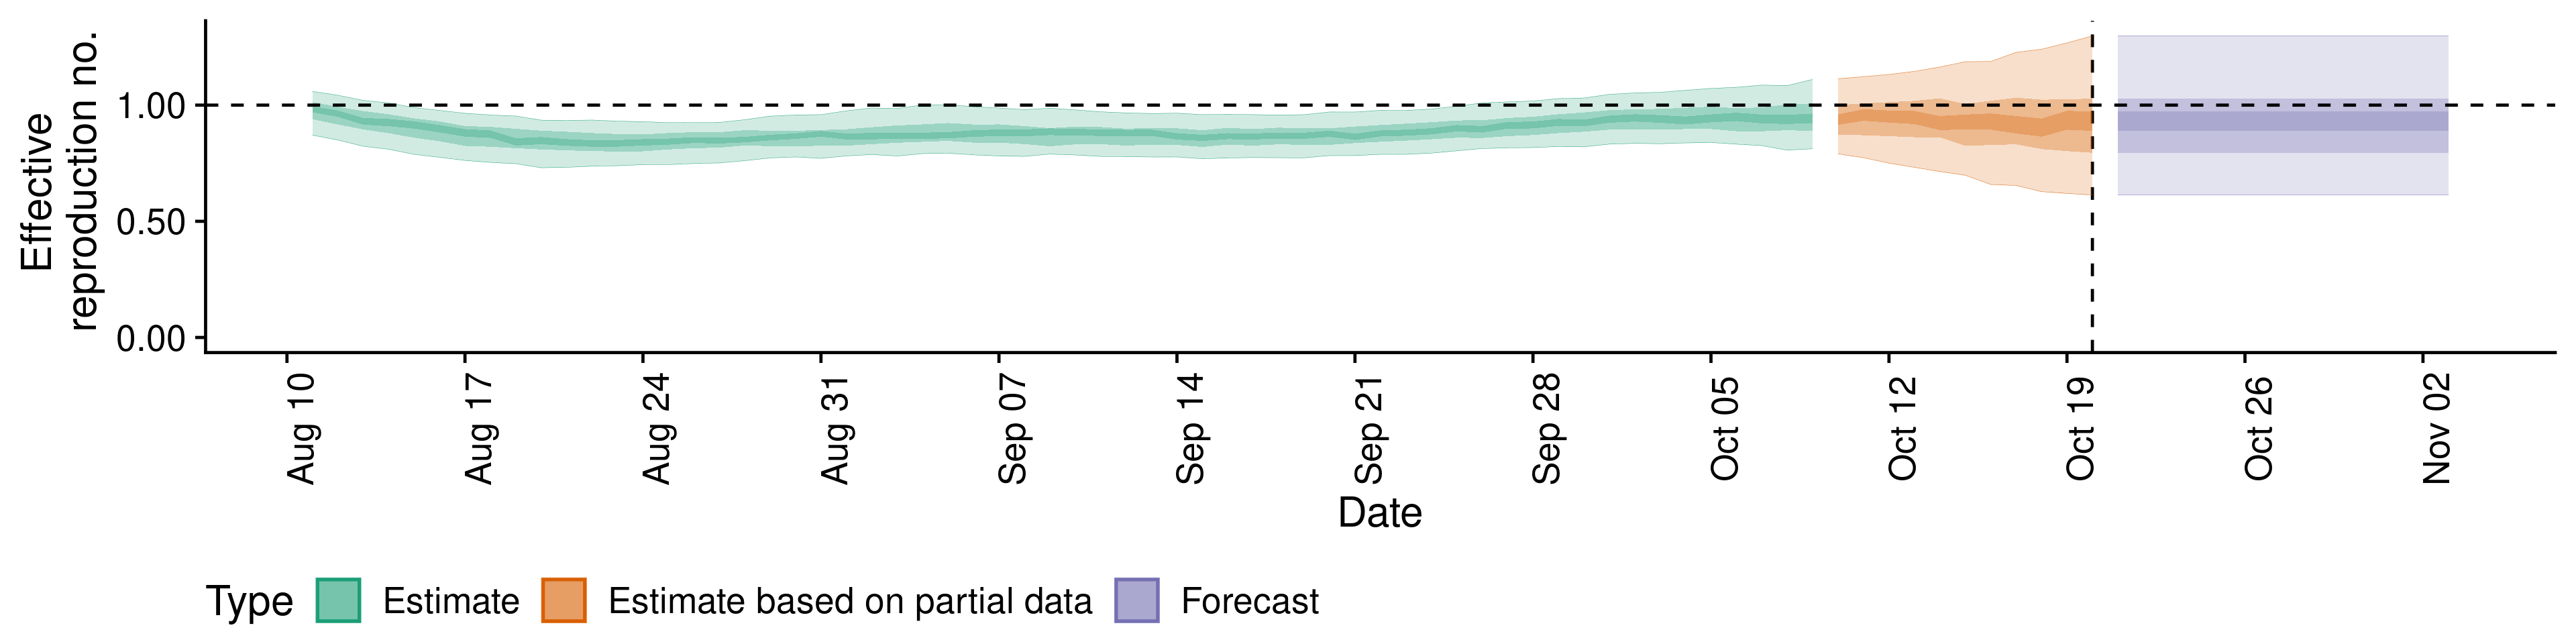 Effective
reproduction no.
1.00
0.50
0.00
Aug 10
Aug 17
Aug 24
Aug 31
Sep 07
Sep 14
Sep 21
Sep 28
Oct 05
Oct 12
Oct 19
Oct 26
Nov 02
Date
Type Estimate Estimate based on partial data Forecast